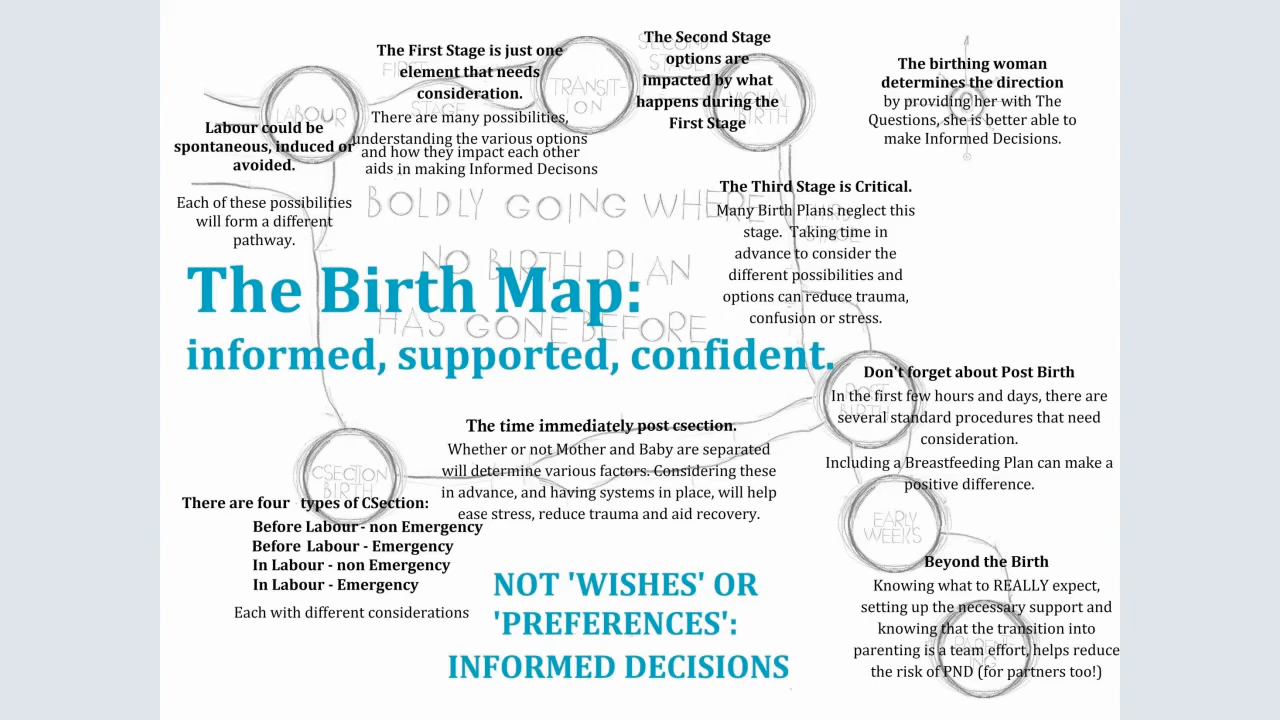 The First Stage is just one
element that needs
consideration.
There are many possibilities,
understanding the various options
and how they impact each other
aids in making Informed Decisons
The Second Stage
options are
impacted by what
happens during the
First Stage
The birthing woman
determines the direction
by providing her with The
Questions, she is better able to
make Informed Decisions.
Labour could be
spontaneous, induced or
avoided.
Each of these possibilities
will form a different
pathway.
LABOUR
FIRST
STAGE
TRANSIT-
ION
SECOND
STAGE
BIRTH
The Third Stage is Critical.
Many Birth Plans neglect this
stage. Taking time in
advance to consider the
different possibilities and
options can reduce trauma,
confusion or stress.
BOLDLY GOING WHERE
NO BIRTH PLAN
HAS GONE BEFORE
The Birth Map:
informed, supported, confident.
Don't forget about Post Birth
In the first few hours and days, there are
several standard procedures that need
consideration.
Including a Breastfeeding Plan can make a
positive difference.
POST
BIRTH
The time immediately post csection.
Whether or not Mother and Baby are separated
will determine various factors. Considering these
in advance, and having systems in place, will help
ease stress, reduce trauma and aid recovery.
CSECTION
BIRTH
There are four types of CSection:
Before Labour - non Emergency
Before Labour - Emergency
In Labour - non Emergency
In Labour - Emergency
Each with different considerations
EARLY
WEEKS
Beyond the Birth
Knowing what to REALLY expect,
setting up the necessary support and
knowing that the transition into
parenting is a team effort, helps reduce
the risk of PND (for partners too!)
PARENT-
ING
NOT 'WISHES' OR
'PREFERENCES':
INFORMED DECISIONS